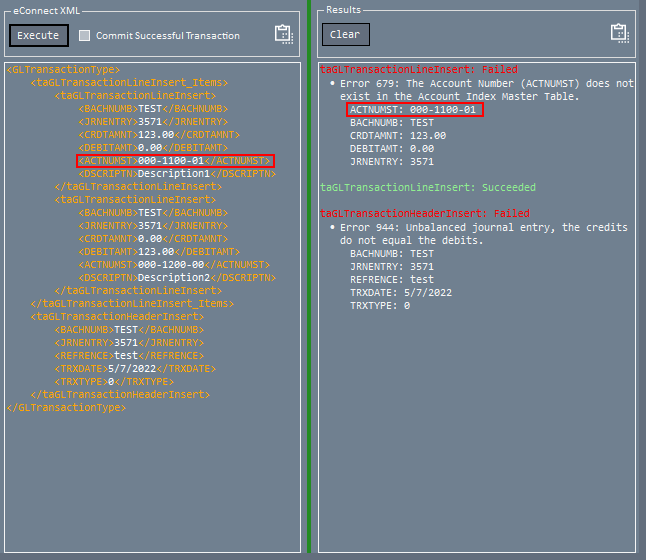 eConnect XML
Execute
Commit Successful Transaction
<GLTransactionType>
<taGLTransactionLineInsert_Items>
<taGLTransactionLineInsert>
<BACHNUMB>TEST</BACHNUMB>
<JRNENTRY>3571</JRNENTRY>
<CRDTAMNT>123.00</CRDTAMNT>
<DEBITAMT>0.00</DEBITAMT>
<ACTNUMST>000-1100-01</ACTNUMST>
<DSCRIPTN>Description1</DSCRIPTN>
</taGLTransactionLineInsert>
<taGLTransactionLineInsert>
<BACHNUMB>TEST</BACHNUMB>
<JRNENTRY>3571</JRNENTRY>
<CRDTAMNT>0.00</CRDTAMNT>
<DEBITAMT>123.00</DEBITAMT>
<ACTNUMST>000-1200-00</ACTNUMST>
<DSCRIPTN>Description2</DSCRIPTN>
</taGLTransactionLineInsert>
</taGLTransactionLineInsert_Items>
<taGLTransactionHeaderInsert>
<BACHNUMB>TEST</BACHNUMB>
<JRNENTRY>3571</JRNENTRY>
<REFRENCE>test</REFRENCE>
<TRXDATE>5/7/2022</TRXDATE>
<TRXTYPE>0</TRXTYPE>
</taGLTransactionHeaderInsert>
</GLTransactionType>
Results
Clear
taGLTransactionLineInsert: Failed
• Error 679: The Account Number (ACTNUMST) does not
exist in the Account Index Master Table.
ACTNUMST: 000-1100-01
BACHNUMB: TEST
CRDTAMNT: 123.00
DEBITAMT: 0.00
JRNENTRY: 3571
taGLTransactionLineInsert: Succeeded
taGLTransactionHeaderInsert: Failed
• Error 944: Unbalanced journal entry, the credits
do not equal the debits.
BACHNUMB: TEST
JRNENTRY: 3571
REFRENCE: test
TRXDATE: 5/7/2022
TRXTYPE: 0